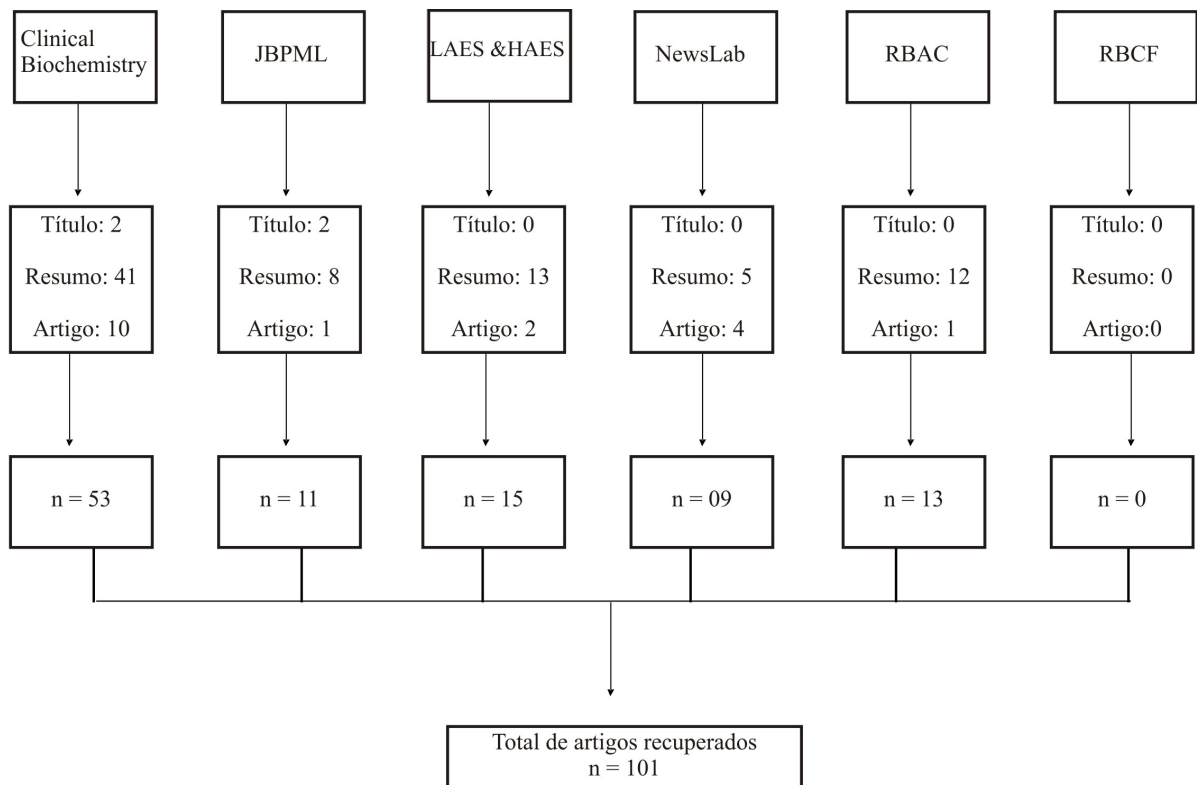 Clinical
Biochemistry
JBPML
LAES &HAES
NewsLab
RBAC
RBCF
Título: 2
Resumo: 41
Artigo: 10
Título: 2
Resumo: 8
Artigo: 1
Título: 0
Resumo: 13
Artigo: 2
Título: 0
Resumo: 5
Artigo: 4
Título: 0
Resumo: 12
Artigo: 1
Título: 0
Resumo: 0
Artigo:0
n = 53
n = 11
n = 15
n = 09
n = 13
n = 0
Total de artigos recuperados
n = 101